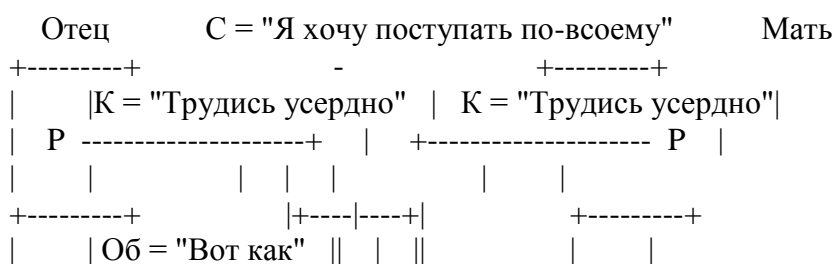 Отец С = "Я хочу поступать по-всоему" Мать
+---------+ - +---------+
| |К = "Трудись усердно" | К = "Трудись усердно"|
| Р ----------------------+ | +---------------------- Р |
| | | | | | |
+---------+ |+----|----+| +---------+
| | Об = "Вот как" || | || | |